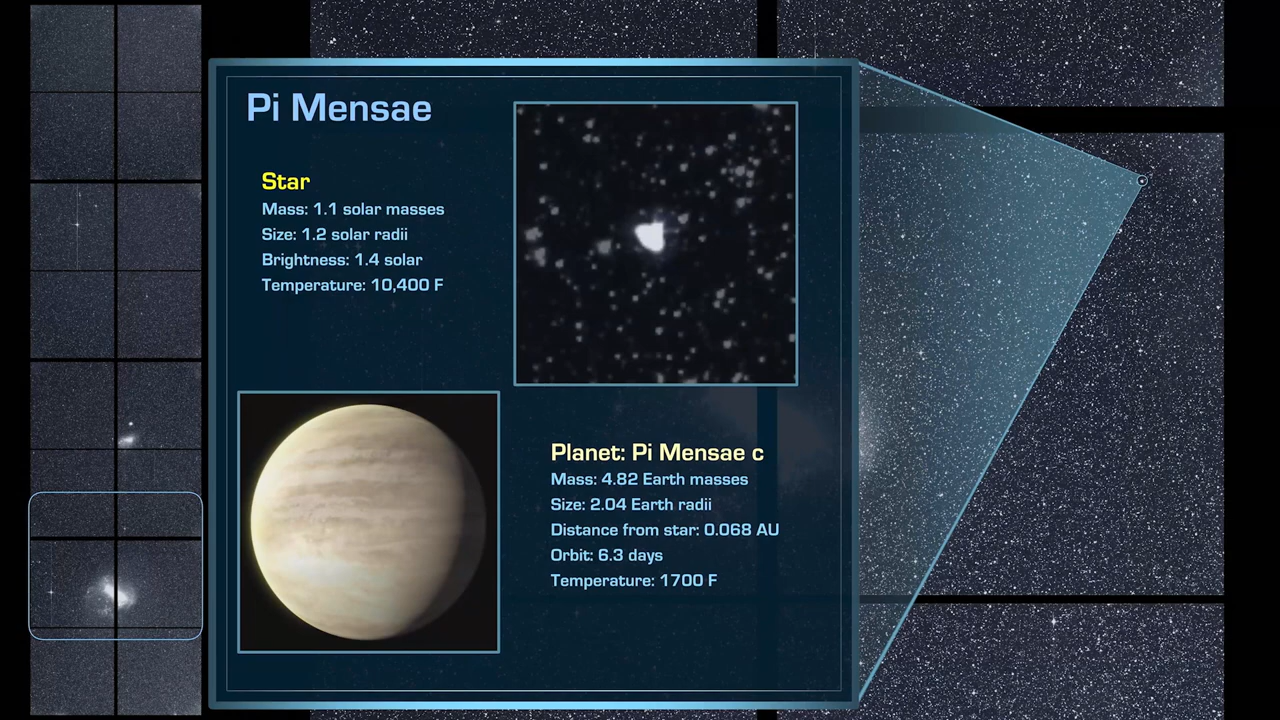 Pi Mensae
Star
Mass: 1.1 solar masses
Size: 1.2 solar radii
Brightness: 1.4 solar
Temperature: 10,400 F
Planet: Pi Mensae c
Mass: 4.82 Earth masses
Size: 2.04 Earth radii
Distance from star: 0.068 AU
Orbit: 6.3 days
Temperature: 1700 F